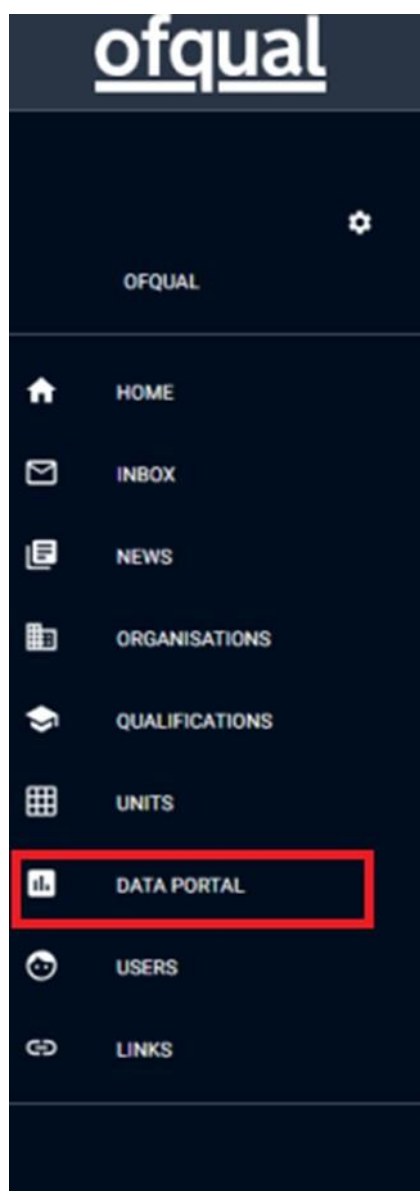 ofqual
OFQUAL
HOME
INBOX
NEWS
ORGANISATIONS
QUALIFICATIONS
UNITS
DATA PORTAL
USERS
LINKS